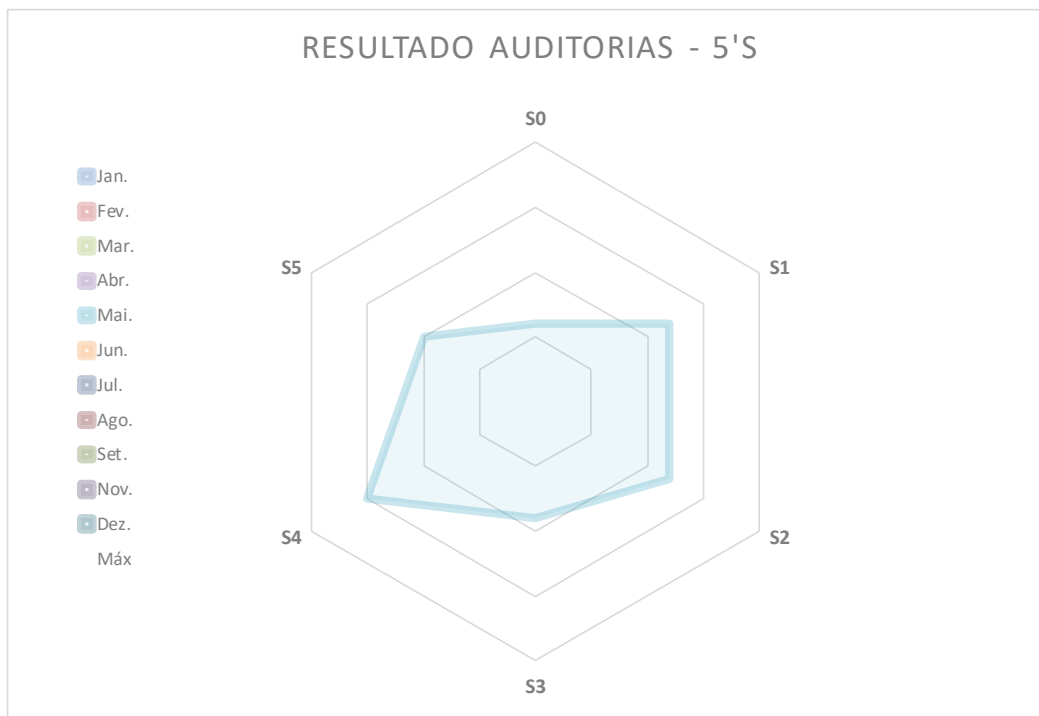 RESULTADO AUDITORIAS - 5'S
S0
S1
S2
S3
S4
S5
Jan.
Fev.
Mar.
Abr.
Mai.
Jun.
Jul.
Ago.
Set.
Nov.
Dez.
Máx